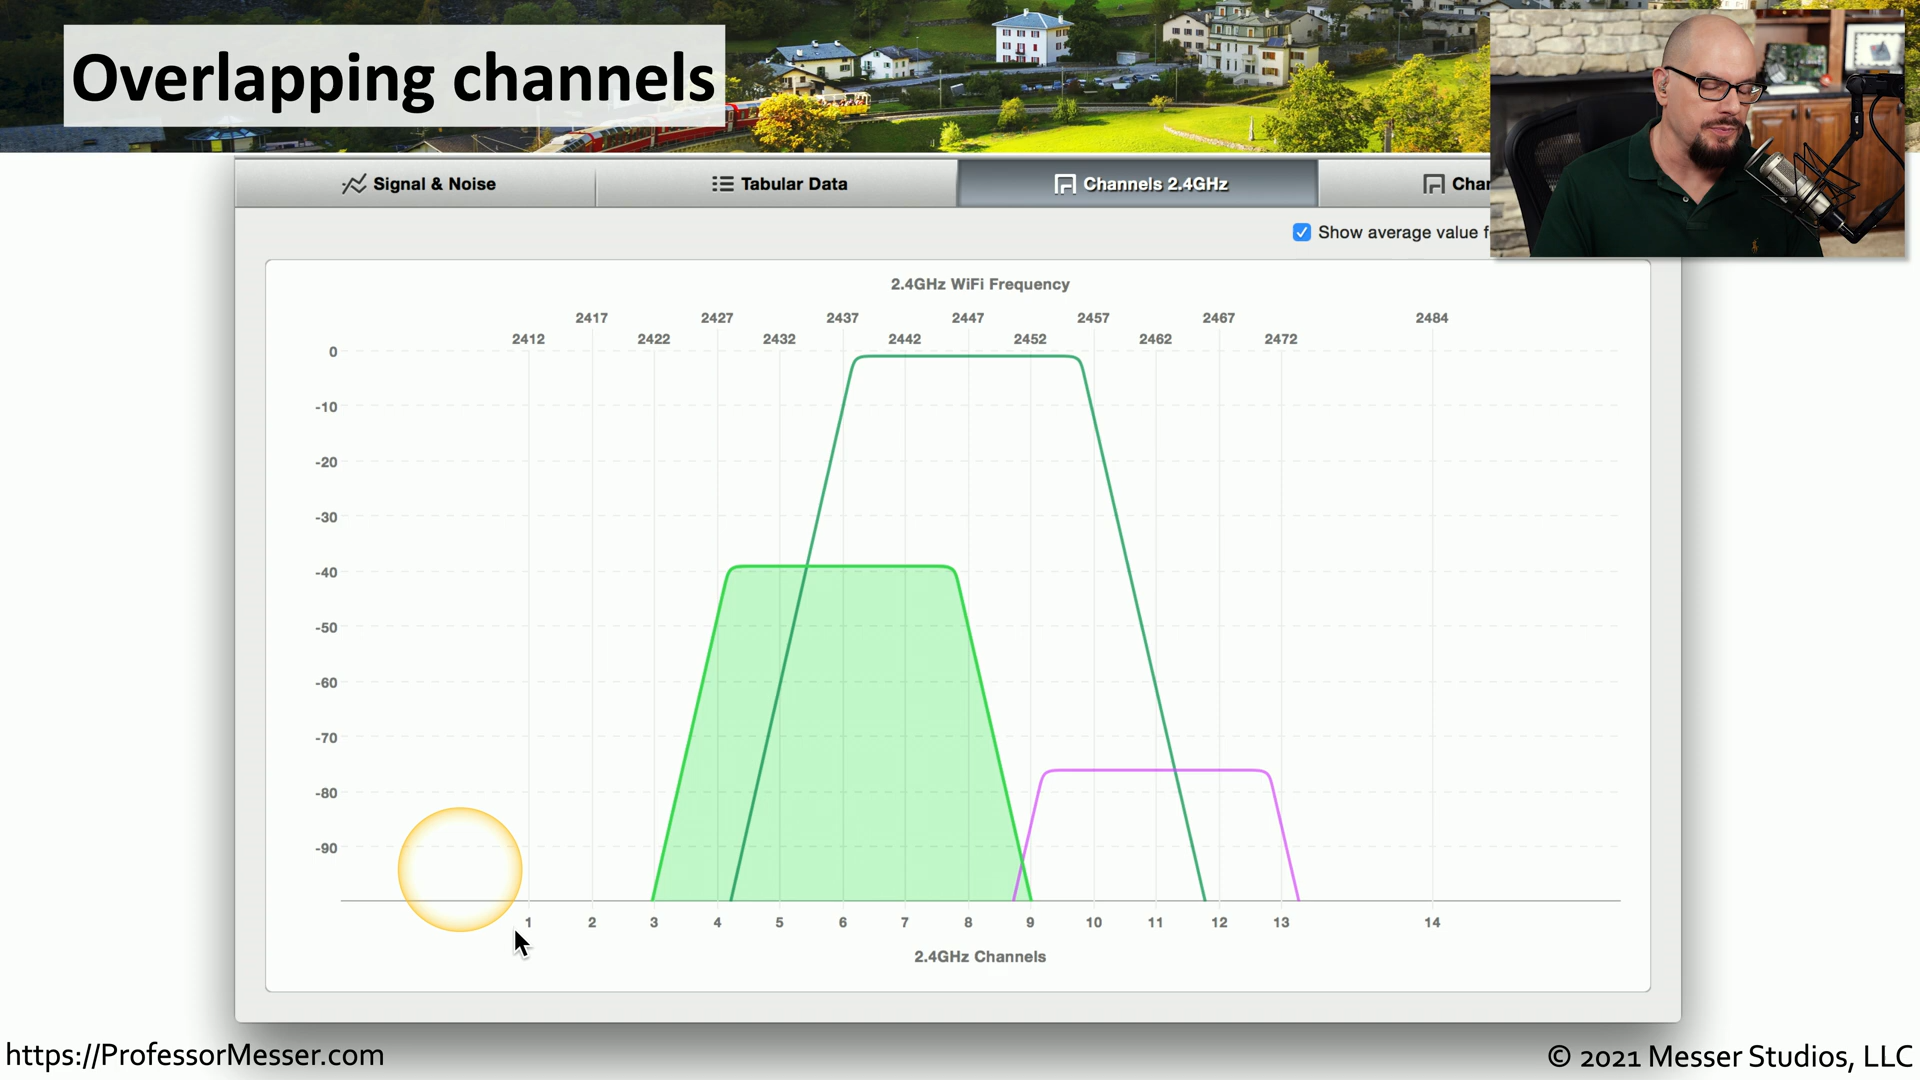 Overlapping channels
Signal & Noise
Tabular Data
Channels 2.4GHz
Show average value
2.4GHz WiFi Frequency
2417 2427 2437 2447 2457 2467 2484
2412 2422 2432 2442 2452 2462 2472
0
-10
-20
-30
-40
-50
-60
-70
-80
-90
1 2 3 4 5 6 7 8 9 10 11 12 13 14
2.4GHz Channels
https://ProfessorMesser.com
© 2021 Messer Studios, LLC